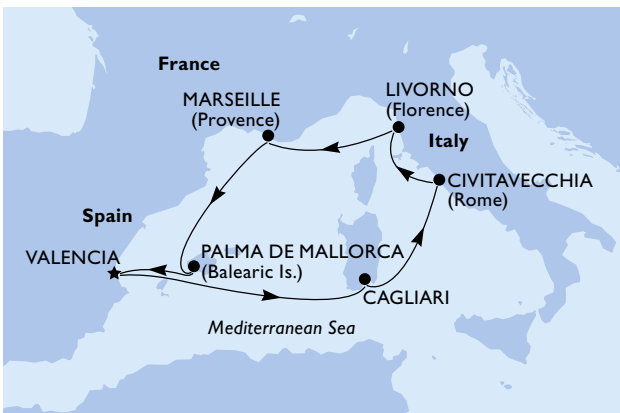 France
MARSEILLE
(Provence)
LIVORNO
(Florence)
Italy
CIVITAVECCHIA
(Rome)
Spain
VALENCIA
PALMA DE MALLORCA
(Balearic Is.)
CAGLIARI
Mediterranean Sea